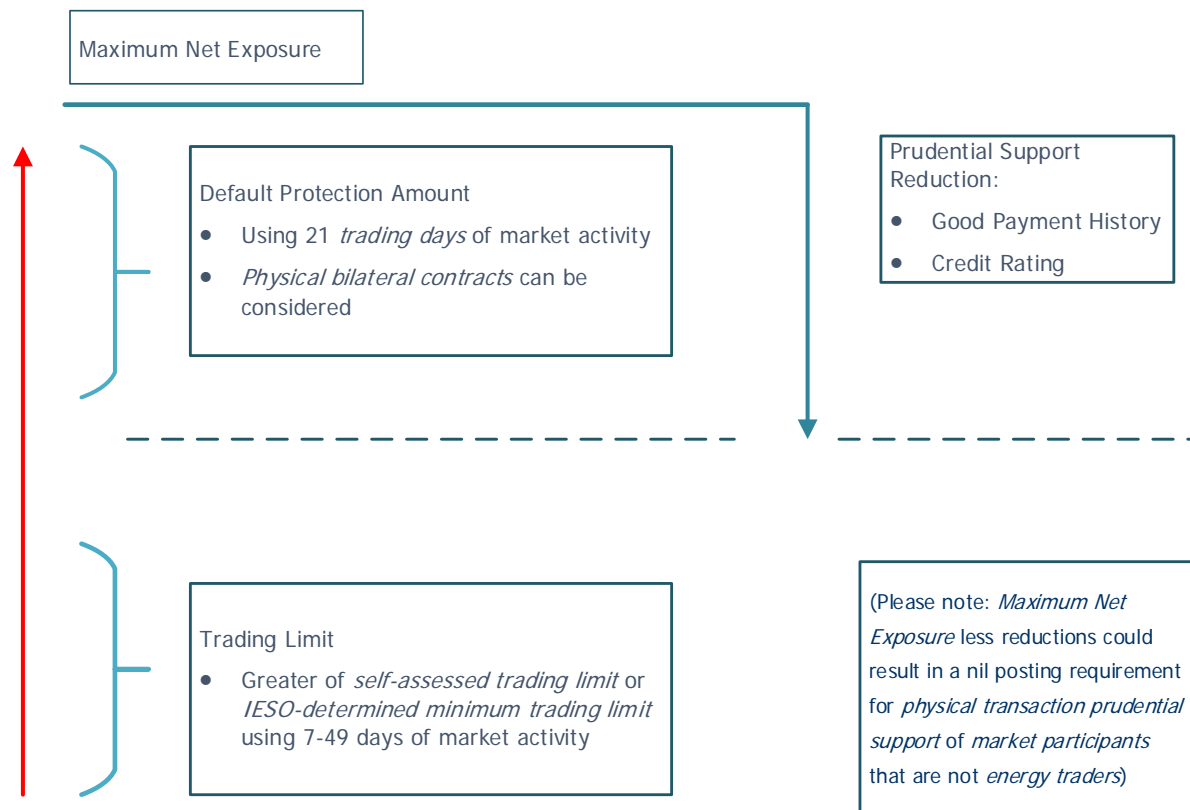 Maximum Net Exposure
Default Protection Amount
● Using 21 trading days of market activity
● Physical bilateral contracts can be
considered
Prudential Support
Reduction:
● Good Payment History
● Credit Rating
Trading Limit
● Greater of self-assessed trading limit or
IESO-determined minimum trading limit
using 7-49 days of market activity
(Please note: Maximum Net
Exposure less reductions could
result in a nil posting requirement
for physical transaction prudential
support of market participants
that are not energy traders)